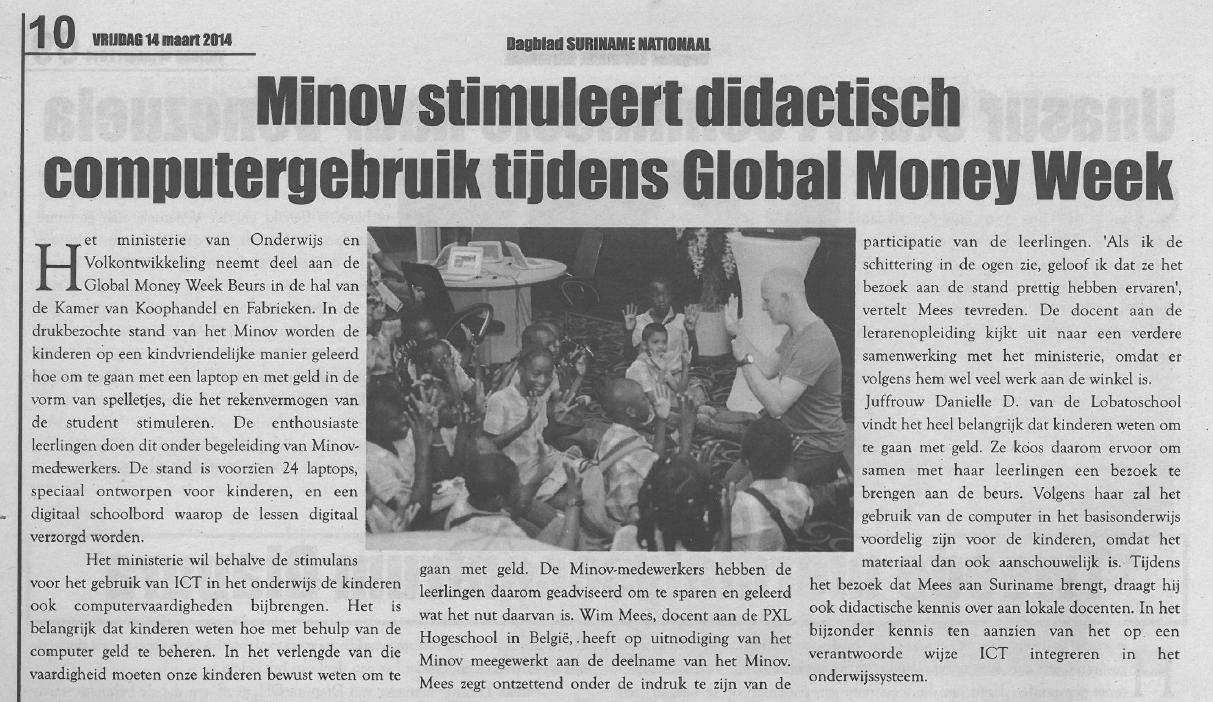 10 VRIJDAG 14 maart 2014
Dagblad SURINAME NATIONAAL
Minov stimuleert didactisch
computergebruik tijdens Global Money Week
Het ministerie van Onderwijs en
Volkontwikkeling neemt deel aan de
Global Money Week Beurs in de hal van
de Kamer van Koophandel en Fabrieken. In de
drukbezochte stand van het Minov worden de
kinderen op een kindvriendelijke manier geleerd
hoe om te gaan met een laptop en met geld in de
vorm van spelletjes, die het rekenvermogen van
de student stimuleren. De enthousiaste
leerlingen doen dit onder begeleiding van Minov-
medewerkers. De stand is voorzien 24 laptops,
speciaal ontworpen voor kinderen, en een
digitaal schoolbord waarop de lessen digitaal
verzorgd worden.
Het ministerie wil behalve de stimulans
voor het gebruik van ICT in het onderwijs de kinderen
ook computervaardigheden bijbrengen. Het is
belangrijk dat kinderen weten hoe met behulp van de
computer geld te beheren. In het verlengde van die
vaardigheid moeten onze kinderen bewust weten om te
gaan met geld. De Minov-medewerkers hebben de
leerlingen daarom geadviseerd om te sparen en geleerd
wat het nut daarvan is. Wim Mees, docent aan de PXL
Hogeschool in België, heeft op uitnodiging van het
Minov meegewerkt aan de deelname van het Minov.
Mees zegt ontzettend onder de indruk te zijn van de
participatie van de leerlingen. 'Als ik de
schittering in de ogen zie, geloof ik dat ze het
bezoek aan de stand prettig hebben ervaren',
vertelt Mees tevreden. De docent aan de
lerarenopleiding kijkt uit naar een verdere
samenwerking met het ministerie, omdat er
volgens hem wel veel werk aan de winkel is.
Juffrouw Danielle D. van de Lobatoschool
vindt het heel belangrijk dat kinderen weten om
te gaan met geld. Ze koos daarom ervoor om
samen met haar leerlingen een bezoek te
brengen aan de beurs. Volgens haar zal het
gebruik van de computer in het basisonderwijs
voordelig zijn voor de kinderen, omdat het
materiaal dan ook aanschouwelijk is. Tijdens
het bezoek dat Mees aan Suriname brengt, draagt hij
ook didactische kennis over aan lokale docenten. In het
bijzonder kennis ten aanzien van het op een
verantwoorde wijze ICT integreren in het
onderwijssysteem.